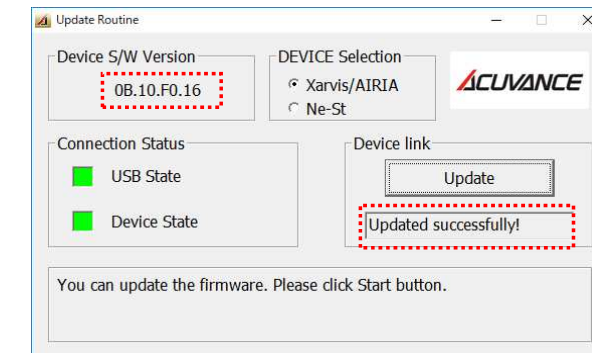 Update Routine
Device S/W Version
0B.10.F0.16
DEVICE Selection
Xarvis/AIRIA
Ne-St
ACUVANCE
Connection Status
USB State
Device State
Device link
Update
Updated successfully!
You can update the firmware. Please click Start button.